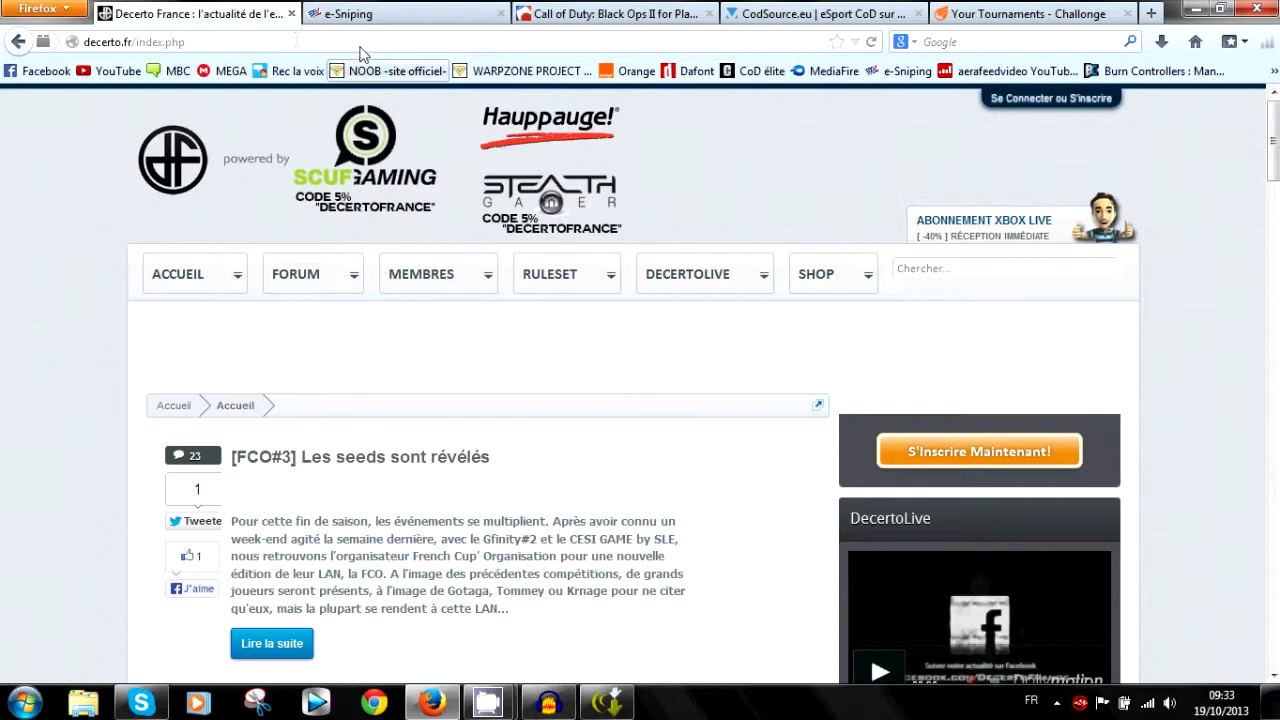 Firefox
Decerto France : l'actualité de l'e...
e-Sniping
Call of Duty: Black Ops II for Pla...
CodSource.eu | eSport CoD sur ...
Your Tournaments - Challonge
decerto.fr/index.php
Google
Facebook
YouTube
MBC
MEGA
Rec la voix
NOOB -site officiel-
WARPZONE PROJECT ...
Orange
Dafont
CoD élite
MediaFire
e-Sniping
aerafeedvideo YouTub...
Burn Controllers : Man...
Se Connecter ou S'inscrire
powered by
SCUFGAMING
CODE 5%
"DECERTOFRANCE"
Hauppauge!
STEALTH
GAMER
CODE 5%
"DECERTOFRANCE"
ABONNEMENT XBOX LIVE
[ -40% ] RÉCEPTION IMMÉDIATE
ACCUEIL
FORUM
MEMBRES
RULESET
DECERTOLIVE
SHOP
Chercher...
Accueil
Accueil
23
[FCO#3] Les seeds sont révélés
1
Tweete
1
J'aime
Pour cette fin de saison, les événements se multiplient. Après avoir connu un
week-end agité la semaine dernière, avec le Gfinity#2 et le CESI GAME by SLE,
nous retrouvons l'organisateur French Cup' Organisation pour une nouvelle
édition de leur LAN, la FCO. A l'image des précédentes compétitions, de grands
joueurs seront présents, à l'image de Gotaga, Tommey ou Krnage pour ne citer
qu'eux, mais la plupart se rendent à cette LAN...
Lire la suite
S'Inscrire Maintenant!
DecertoLive
Suivez notre actualité sur Facebook
FR
09:33
19/10/2013